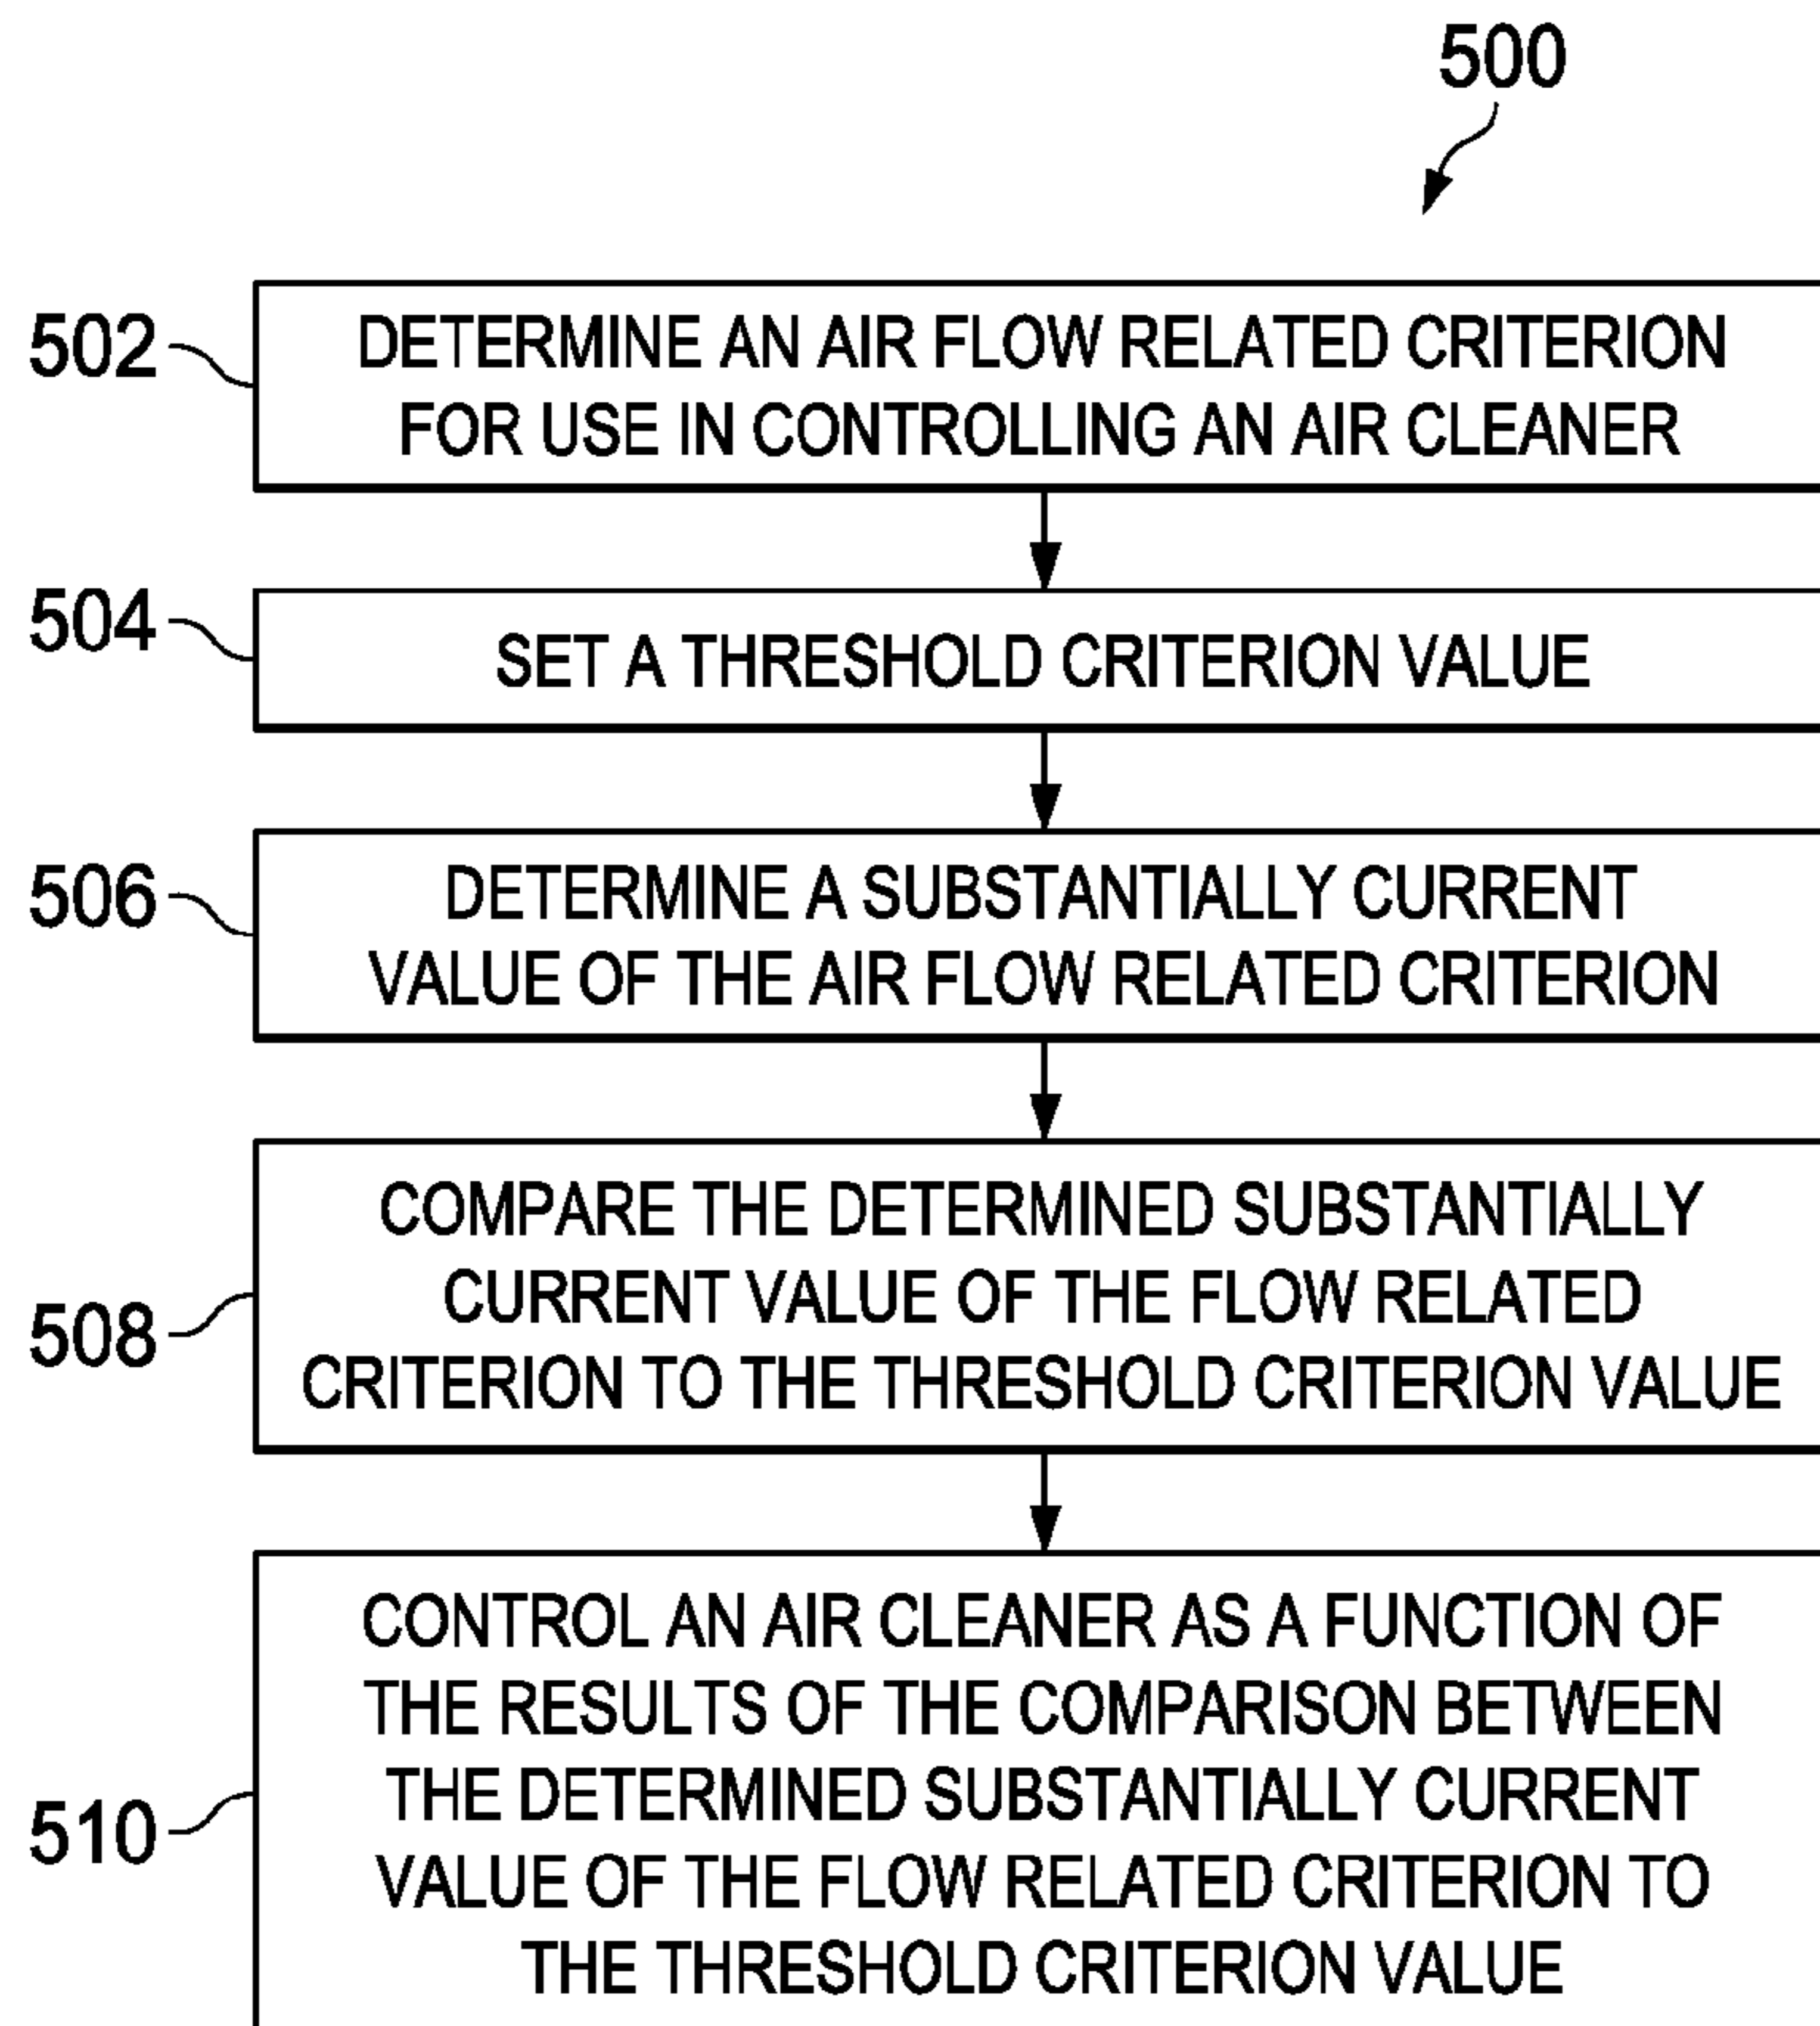 500
502
DETERMINE AN AIR FLOW RELATED CRITERION
FOR USE IN CONTROLLING AN AIR CLEANER
504
SET A THRESHOLD CRITERION VALUE
506
DETERMINE A SUBSTANTIALLY CURRENT
VALUE OF THE AIR FLOW RELATED CRITERION
508
COMPARE THE DETERMINED SUBSTANTIALLY
CURRENT VALUE OF THE FLOW RELATED
CRITERION TO THE THRESHOLD CRITERION VALUE
510
CONTROL AN AIR CLEANER AS A FUNCTION OF
THE RESULTS OF THE COMPARISON BETWEEN
THE DETERMINED SUBSTANTIALLY CURRENT
VALUE OF THE FLOW RELATED CRITERION TO
THE THRESHOLD CRITERION VALUE